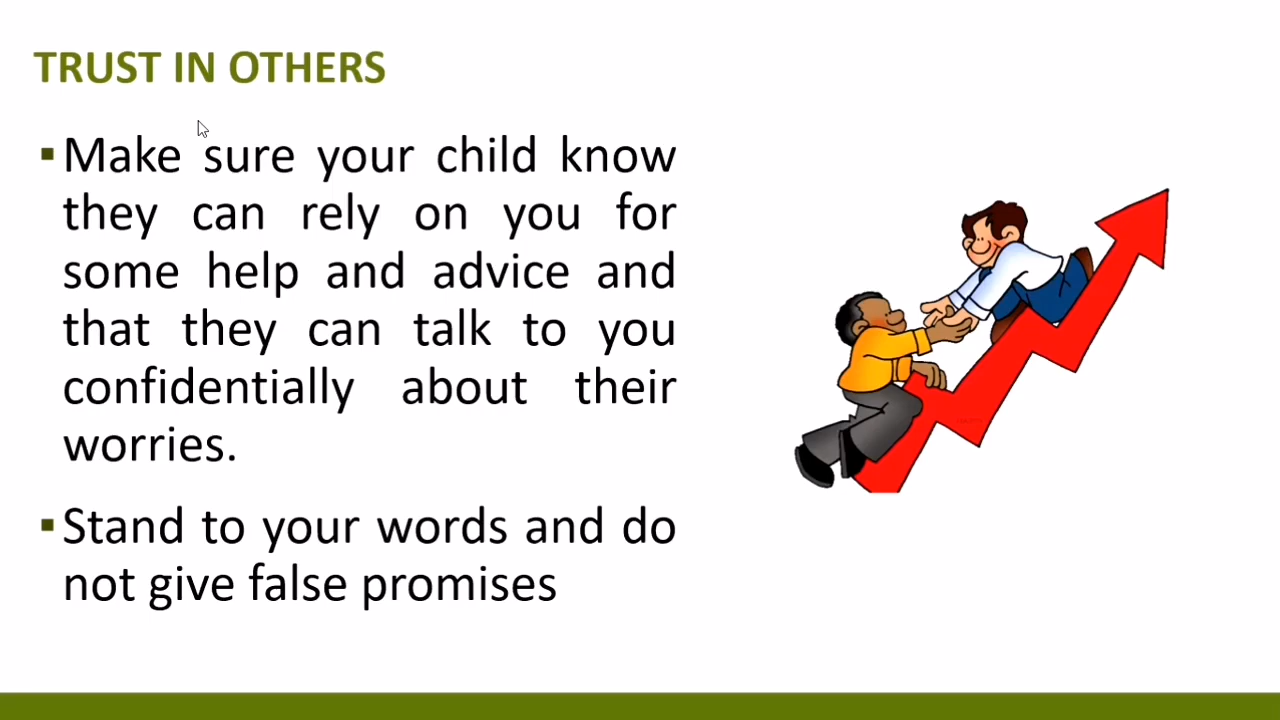 TRUST IN OTHERS
▪Make sure your child know
they can rely on you for
some help and advice and
that they can talk to you
confidentially about their
worries.
▪Stand to your words and do
not give false promises